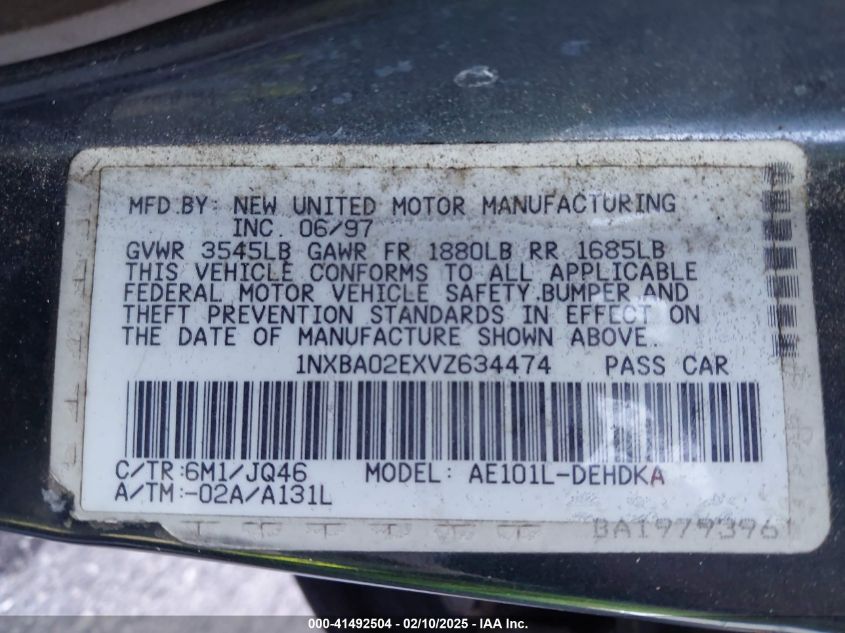 MFD.BY: NEW UNITED MOTOR MANUFACTURING
INC. 06/97
GVWR 3545LB GAWR FR 1880LB RR 1685LB
THIS VEHICLE CONFORMS TO ALL APPLICABLE
FEDERAL MOTOR VEHICLE SAFETY,BUMPER,AND
THEFT PREVENTION STANDARDS IN EFFECT ON
THE DATE OF MANUFACTURE SHOWN ABOVE.
1NXBA02EXVZ634474 PASS CAR
C/TR:6M1/JQ46 MODEL: AE101L-DEHDKA
A/TM:-02A/A131L
BA1979396
000-41492504 - 02/10/2025 - IAA Inc.